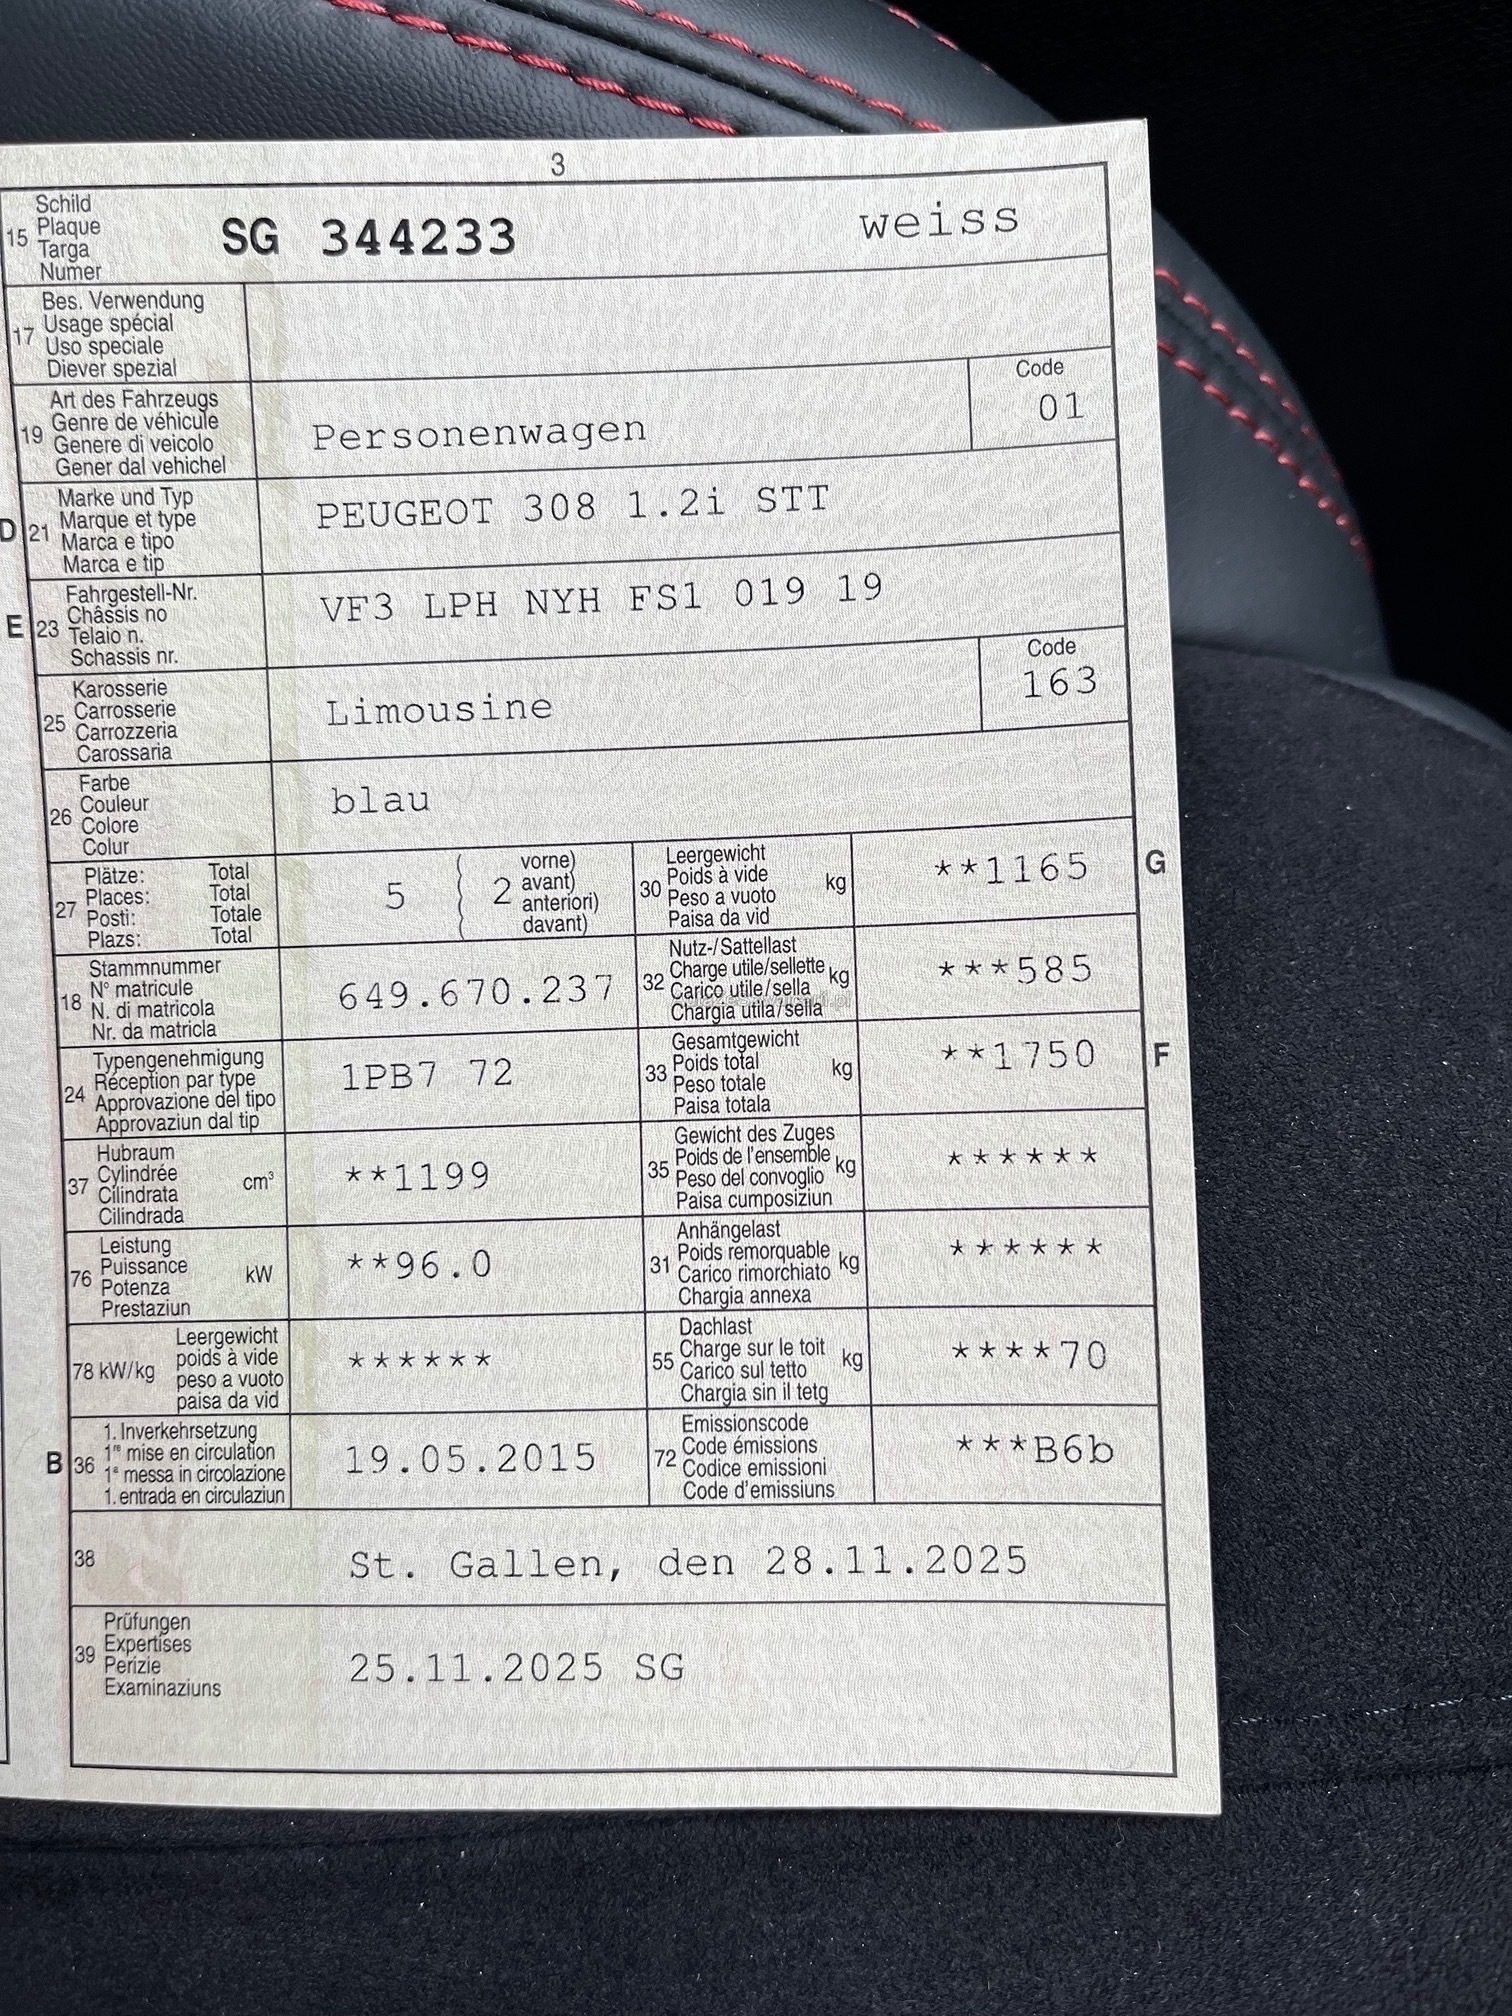 3
15 Schild
Plaque
Targa
Numer
SG 344233 weiss
17 Bes. Verwendung
Usage spécial
Uso speciale
Diever spezial
19 Art des Fahrzeugs
Genre de véhicule
Genere di veicolo
Gener dal vehichel
Personenwagen
Code
01
D 21 Marke und Typ
Marque et type
Marca e tipo
Marca e tip
PEUGEOT 308 1.2i STT
E 23 Fahrgestell-Nr.
Châssis no
Telaio n.
Schassis nr.
VF3 LPH NYH FS1 019 19
25 Karosserie
Carrosserie
Carrozzeria
Carossaria
Limousine
Code
163
26 Farbe
Couleur
Colore
Colur
blau
27 Plätze: Total
Places: Total
Posti: Totale
Plazs: Total
5 2 vorne)
avant)
anteriori)
davant)
30 Leergewicht
Poids à vide kg
Peso a vuoto
Paisa da vid
**1165 G
18 Stammnummer
N° matricule
N. di matricola
Nr. da matricla
649.670.237
32 Nutz-/Sattellast
Charge utile/sellette kg
Carico utile/sella
Chargia utila/sella
***585
24 Typengenehmigung
Réception par type
Approvazione del tipo
Approvaziun dal tip
1PB7 72
33 Gesamtgewicht
Poids total kg
Peso totale
Paisa totala
**1750 F
37 Hubraum
Cylindrée cm³
Cilindrata
Cilindrada
**1199
35 Gewicht des Zuges
Poids de l'ensemble kg
Peso del convoglio
Paisa cumposiziun
******
76 Leistung
Puissance kW
Potenza
Prestaziun
**96.0
31 Anhängelast
Poids remorquable kg
Carico rimorchiato
Chargia annexa
******
78 kW/kg Leergewicht
poids à vide
peso a vuoto
paisa da vid
******
55 Dachlast
Charge sur le toit kg
Carico sul tetto
Chargia sin il tetg
****70
B 36 1. Inverkehrsetzung
1re mise en circulation
1a messa in circolazione
1. entrada en circulaziun
19.05.2015
72 Emissionscode
Code émissions
Codice emissioni
Code d'emissiuns
***B6b
38 St. Gallen, den 28.11.2025
39 Prüfungen
Expertises
Perizie
Examinaziuns
25.11.2025 SG